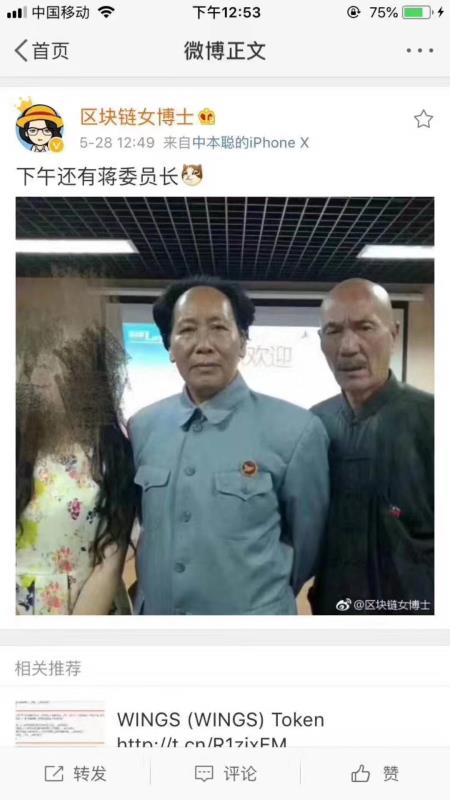 中国移动
下午12:53
75%
首页
微博正文
区块链女博士
5-28 12:49 来自中本聪的iPhone X
下午还有蒋委员长
欢迎
@区块链女博士
相关推荐
WINGS (WINGS) Token
转发
评论
赞